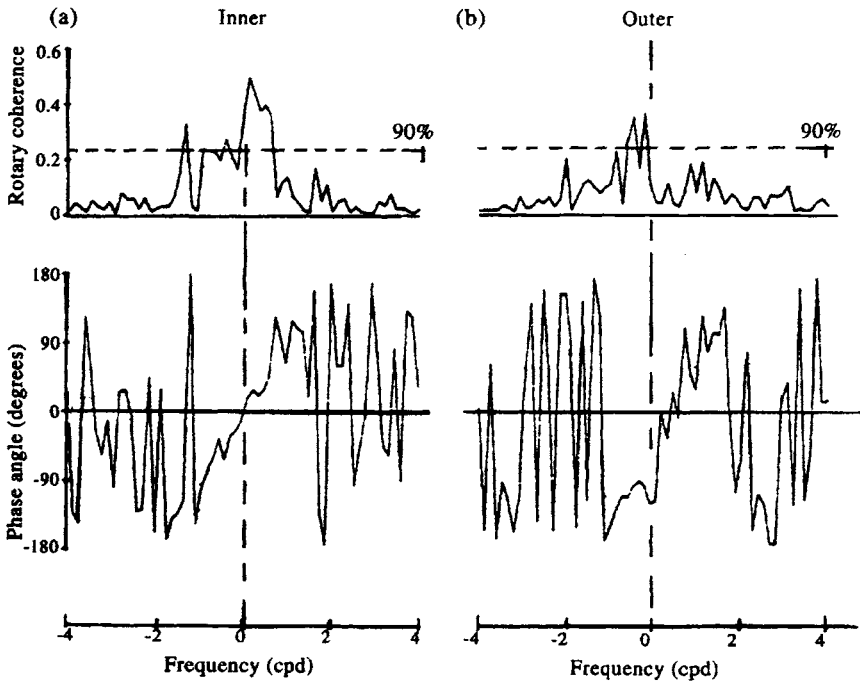 (a) Inner
(b) Outer
Rotary coherence
0.6
0.4
0.2
0
90%
90%
Phase angle (degrees)
180
90
0
-90
-180
-4 -2 0 2 4
Frequency (cpd)
-4 -2 0 2 4
Frequency (cpd)